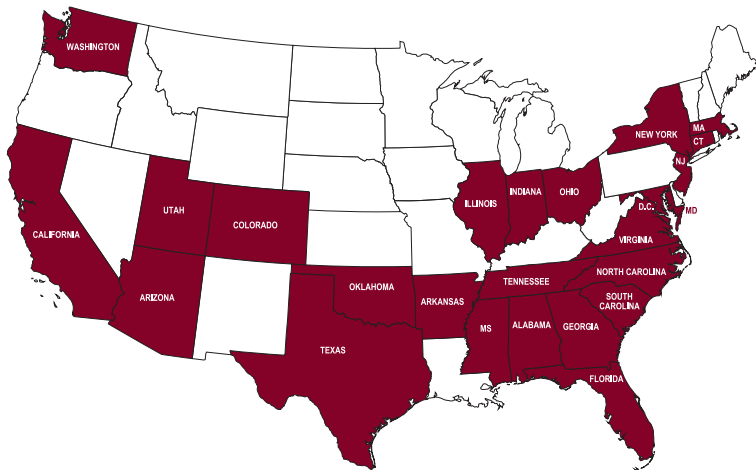 WASHINGTON
NEW YORK
MA
CT
NJ
ILLINOIS
INDIANA
OHIO
UTAH
COLORADO
D.C.
MD
CALIFORNIA
VIRGINIA
NORTH CAROLINA
OKLAHOMA
TENNESSEE
ARIZONA
ARKANSAS
SOUTH
CAROLINA
MS
ALABAMA
GEORGIA
TEXAS
FLORIDA